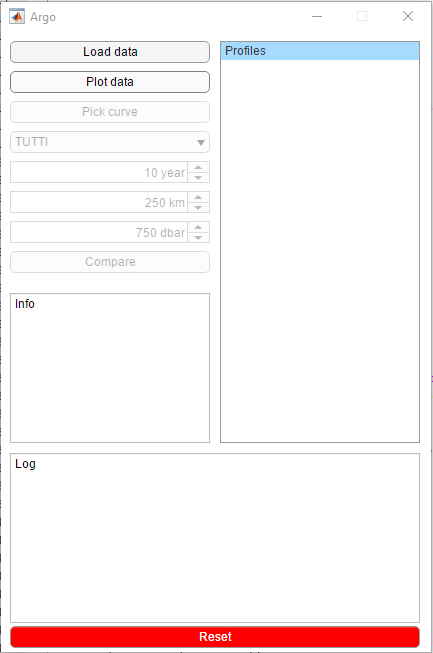 Argo
Load data
Plot data
Pick curve
TUTTI
10 year
250 km
750 dbar
Compare
Info
Profiles
Log
Reset